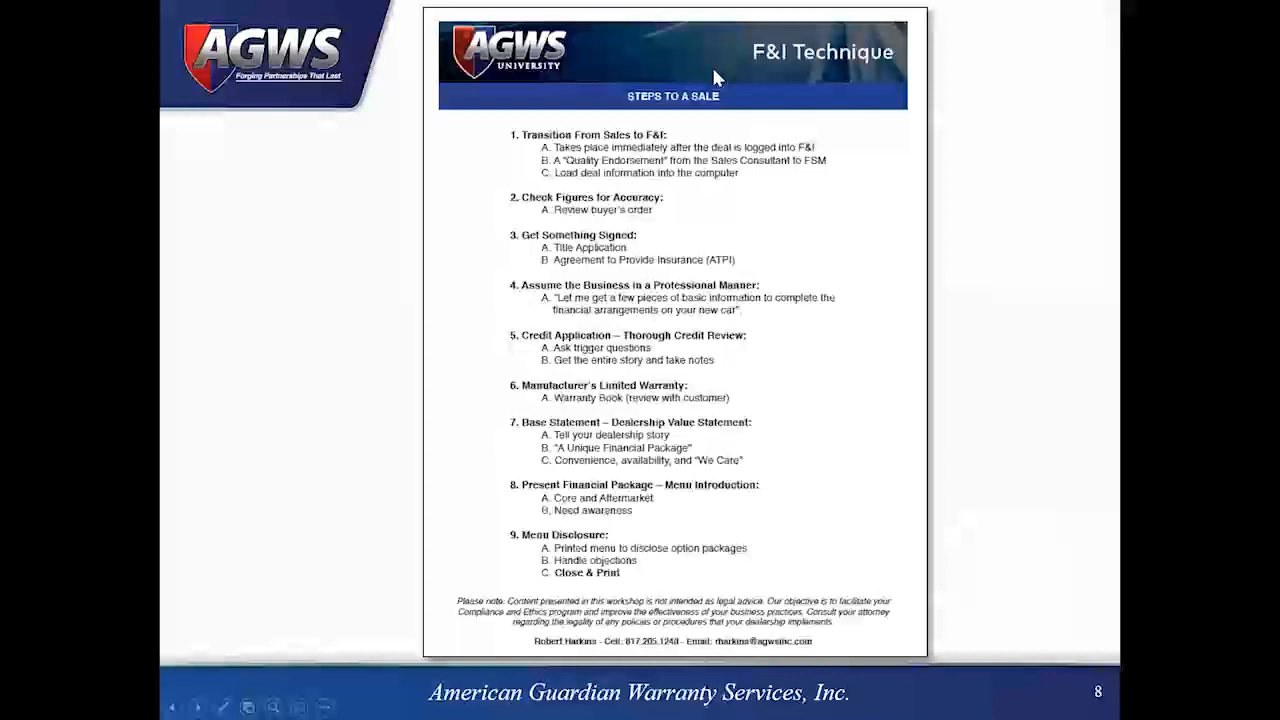 AGWS
Forging Partnerships That Last
AGWS
UNIVERSITY
F&I Technique
STEPS TO A SALE
1. Transition From Sales to F&I:
A. Takes place immediately after the deal is logged into F&I
B. A "Quality Endorsement" from the Sales Consultant to FSM
C. Load deal information into the computer
2. Check Figures for Accuracy:
A. Review buyer's order
3. Get Something Signed:
A. Title Application
B. Agreement to Provide Insurance (ATPI)
4. Assume the Business in a Professional Manner:
A. "Let me get a few pieces of basic information to complete the
financial arrangements on your new car".
5. Credit Application – Thorough Credit Review:
A. Ask trigger questions
B. Get the entire story and take notes
6. Manufacturer's Limited Warranty:
A. Warranty Book (review with customer)
7. Base Statement – Dealership Value Statement:
A. Tell your dealership story
B. "A Unique Financial Package"
C. Convenience, availability, and "We Care"
8. Present Financial Package – Menu Introduction:
A. Core and Aftermarket
B. Need awareness
9. Menu Disclosure:
A. Printed menu to disclose option packages
B. Handle objections
C. Close & Print
Please note: Content presented in this workshop is not intended as legal advice. Our objective is to facilitate your
Compliance and Ethics program and improve the effectiveness of your business practices. Consult your attorney
regarding the legality of any policies or procedures that your dealership implements.
Robert Harkins - Cell: 817.205.1248 - Email: rharkins@agwsinc.com
American Guardian Warranty Services, Inc.
8